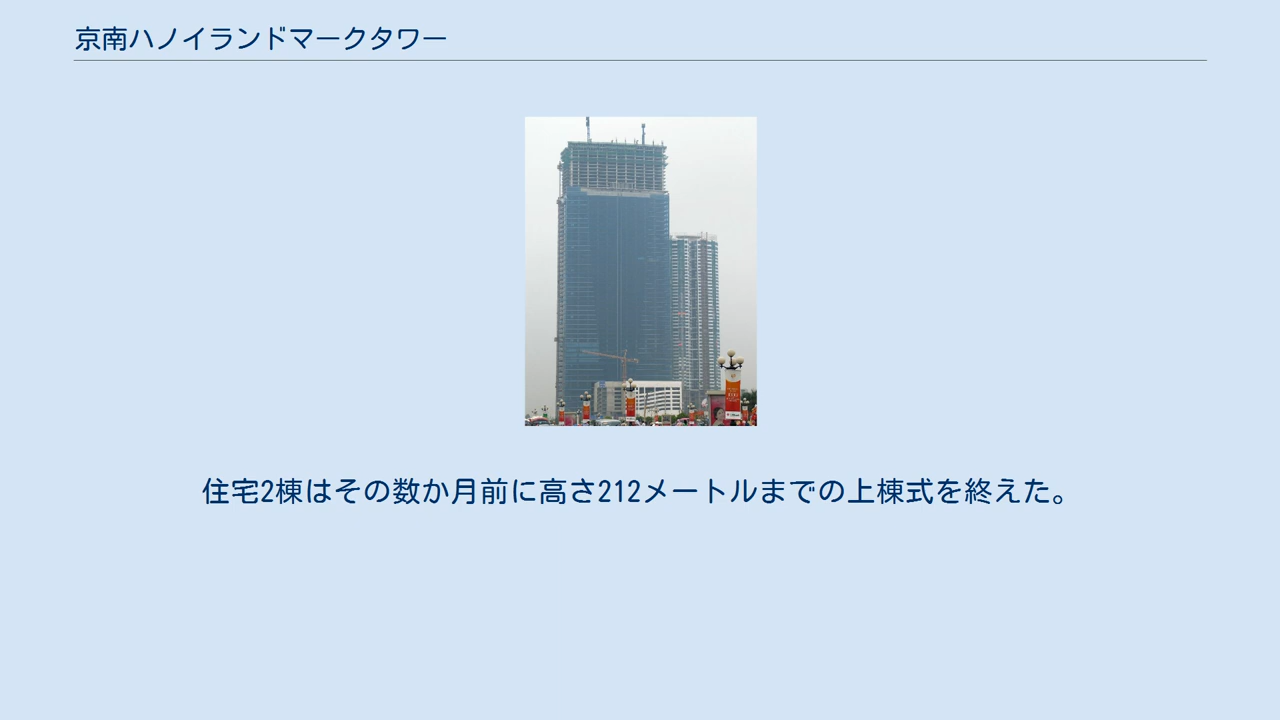 京南ハノイランドマークタワー
住宅2棟はその数か月前に高さ212メートルまでの上棟式を終えた。